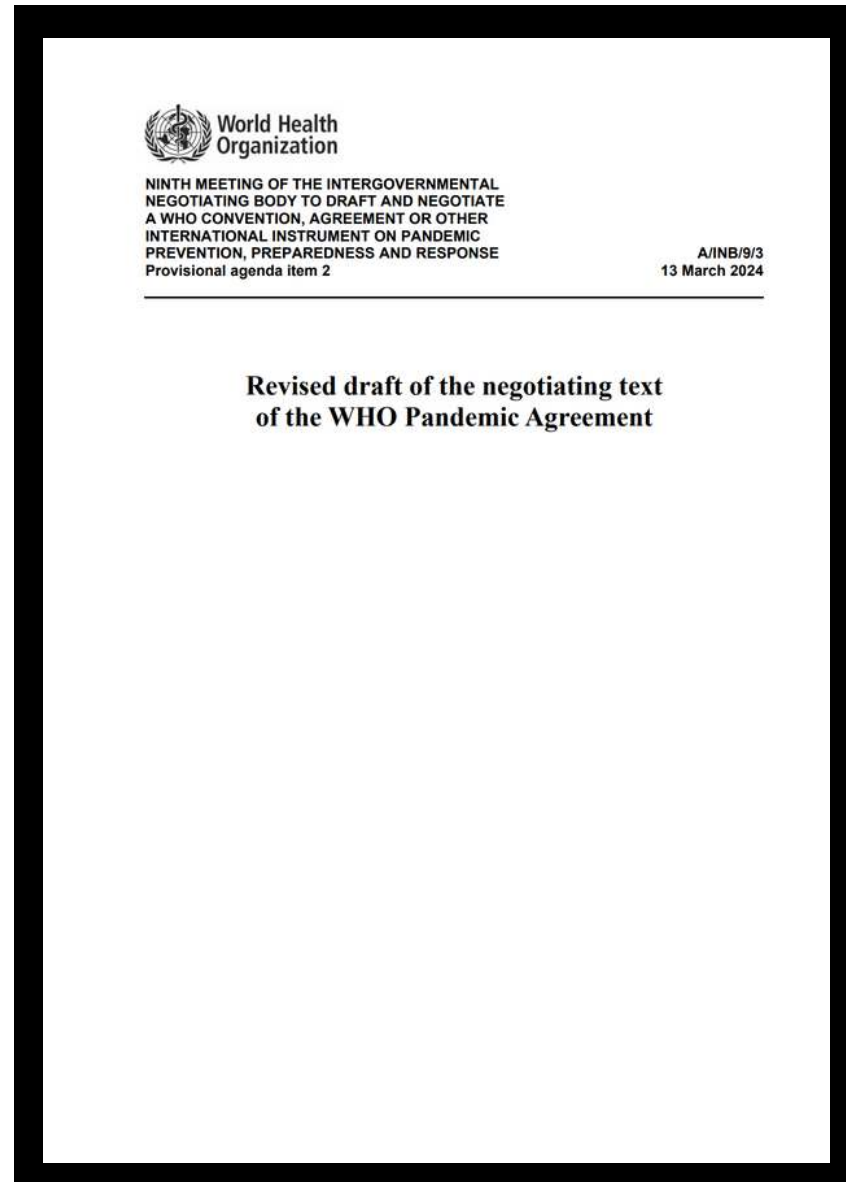 World Health
Organization
NINTH MEETING OF THE INTERGOVERNMENTAL
NEGOTIATING BODY TO DRAFT AND NEGOTIATE
A WHO CONVENTION, AGREEMENT OR OTHER
INTERNATIONAL INSTRUMENT ON PANDEMIC
PREVENTION, PREPAREDNESS AND RESPONSE A/INB/9/3
Provisional agenda item 2 13 March 2024
Revised draft of the negotiating text
of the WHO Pandemic Agreement